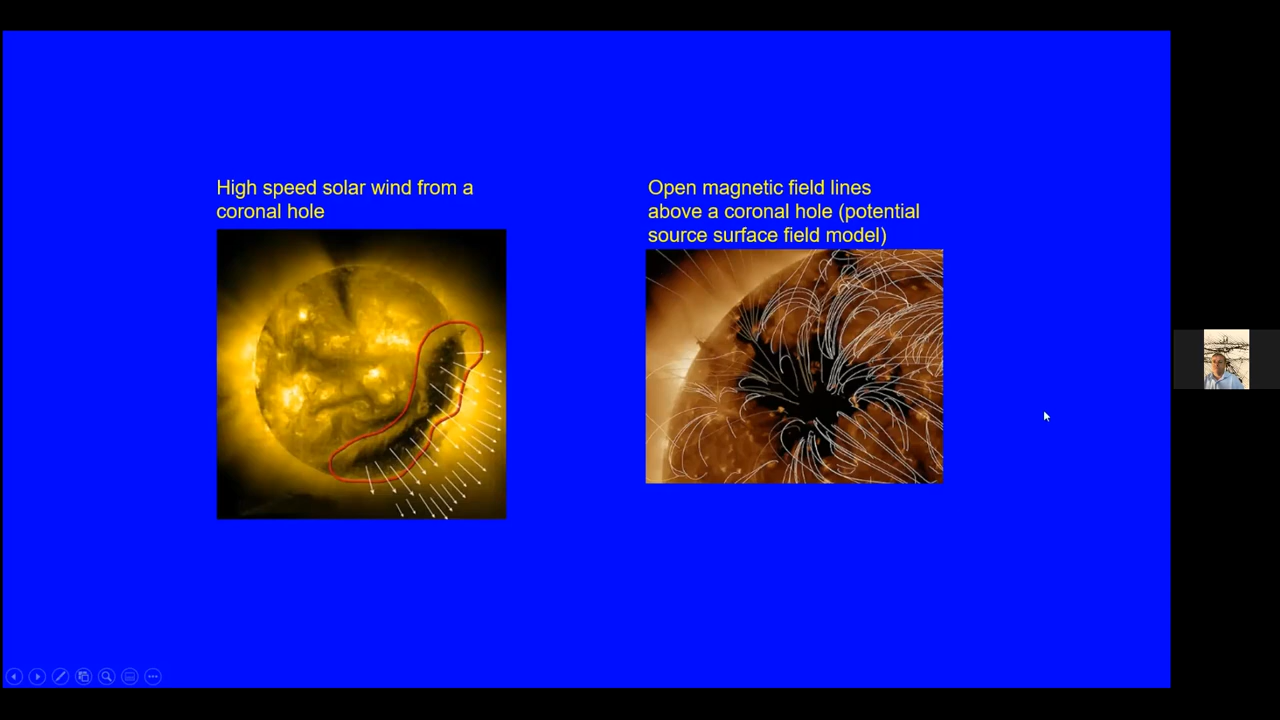 High speed solar wind from a
coronal hole
Open magnetic field lines
above a coronal hole (potential
source surface field model)